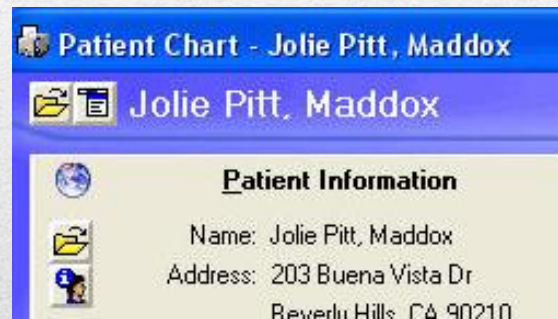 Patient Chart - Jolie Pitt, Maddox
Jolie Pitt, Maddox
Patient Information
Name: Jolie Pitt, Maddox
Address: 203 Buena Vista Dr
Beverly Hills, CA 90210